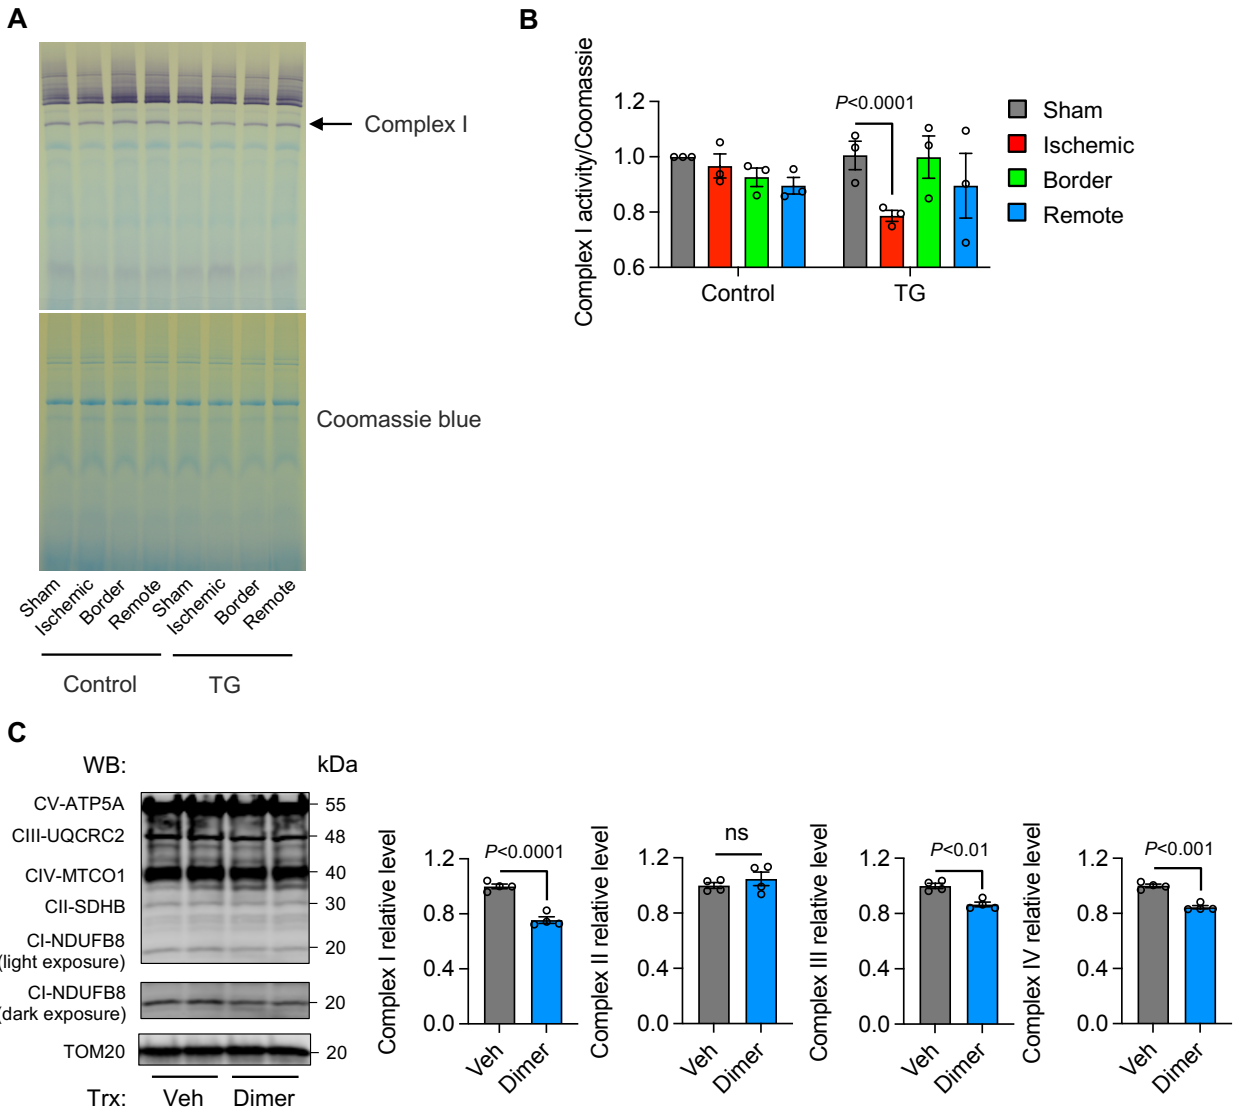 A
Complex I
Coomassie blue
Sham
Ischemic
Border
Remote
Sham
Ischemic
Border
Remote
Control
TG
B
Complex I activity/Coomassie
1.2
1.0
0.8
0.6
P<0.0001
Control
TG
Sham
Ischemic
Border
Remote
C
WB:
kDa
CV-ATP5A
55
CIII-UQCRC2
48
CIV-MTCO1
40
CII-SDHB
30
CI-NDUFB8
20
(light exposure)
CI-NDUFB8
20
(dark exposure)
TOM20
20
Trx:
Veh
Dimer
Complex I relative level
1.2
0.8
0.4
0.0
P<0.0001
Veh
Dimer
Complex II relative level
1.2
0.8
0.4
0.0
ns
Veh
Dimer
Complex III relative level
1.2
0.8
0.4
0.0
P<0.01
Veh
Dimer
Complex IV relative level
1.2
0.8
0.4
0.0
P<0.001
Veh
Dimer